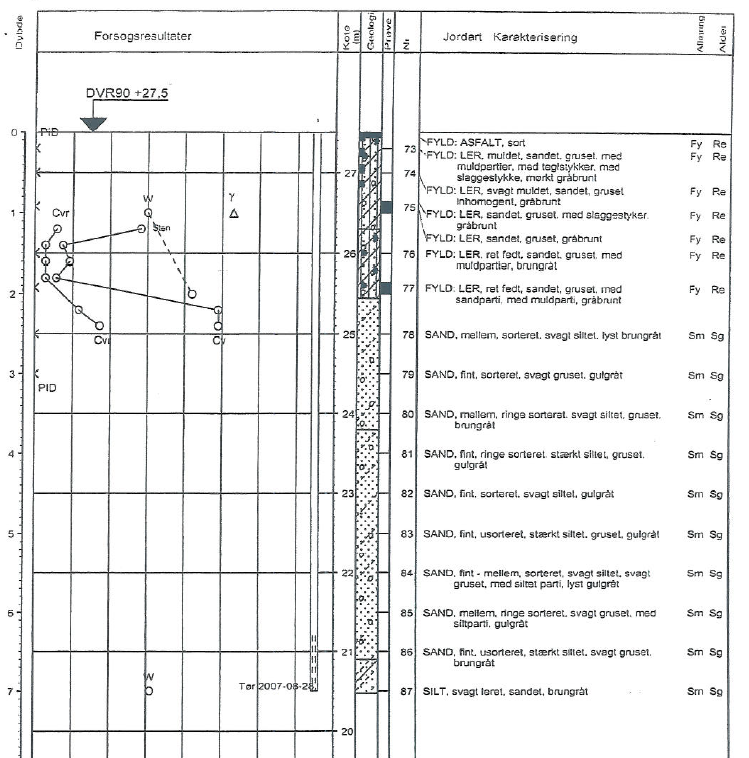 Dybde
Forsøgsresultater
Kote (m)
Geologi
Prøve
Nr.
Jordart Karakterisering
Aflejring
Alder
DVR90 +27,5
PID
0
73
FYLD: ASFALT, sort
Fy Re
FYLD: LER, muldet, sandet, gruset, med
muldpartier, med teglstykker, med
slaggestykke, mørkt gråbrunt
Fy Re
27
74
FYLD: LER, svagt muldet, sandet, gruset
inhomogent, gråbrunt
Fy Re
W
γ
1
Cvr
Sten
75
FYLD: LER, sandet, gruset, med slaggestyker,
gråbrunt
Fy Re
FYLD: LER, sandet, gruset, gråbrunt
Fy Re
26
76
FYLD: LER, ret fedt, sandet, gruset, med
muldpartier, brungråt
Fy Re
2
77
FYLD: LER, ret fedt, sandet, gruset, med
sandparti, med muldparti, gråbrunt
Fy Re
Cvr
Cv
25
78
SAND, mellem, sorteret, svagt siltet, lyst brungråt
Sm Sg
3
PID
79
SAND, fint, sorteret, svagt gruset, gulgråt
Sm Sg
24
80
SAND, mellem, ringe sorteret, svagt siltet, gruset,
brungråt
Sm Sg
4
81
SAND, fint, ringe sorteret, stærkt siltet, gruset,
gulgråt
Sm Sg
23
82
SAND, fint, sorteret, svagt siltet, gulgråt
Sm Sg
5
83
SAND, fint, usorteret, stærkt siltet, gruset, gulgråt
Sm Sg
22
84
SAND, fint - mellem, sorteret, svagt siltet, svagt
gruset, med siltet parti, lyst gulgråt
Sm Sg
6
85
SAND, mellem, ringe sorteret, svagt gruset, med
siltparti, gulgråt
Sm Sg
21
86
SAND, fint, usorteret, stærkt siltet, svagt gruset,
brungråt
Sm Sg
W
7
Tør 2007-08-28
87
SILT, svagt leret, sandet, brungråt
Sm Sg
20